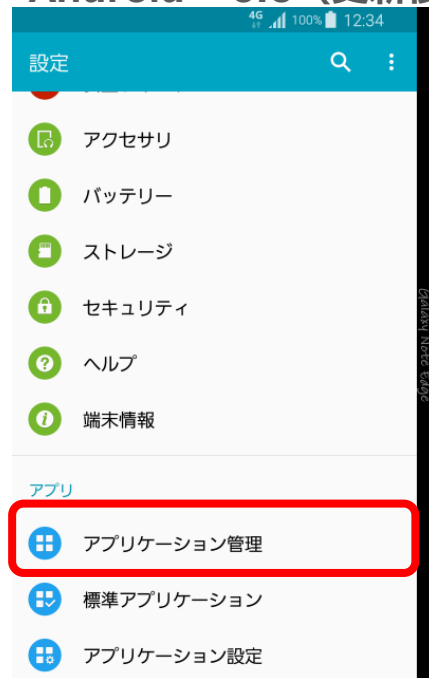 4G 100% 12:34
設定
アクセサリ
バッテリー
ストレージ
セキュリティ
ヘルプ
端末情報
Galaxy Note Edge
アプリ
アプリケーション管理
標準アプリケーション
アプリケーション設定